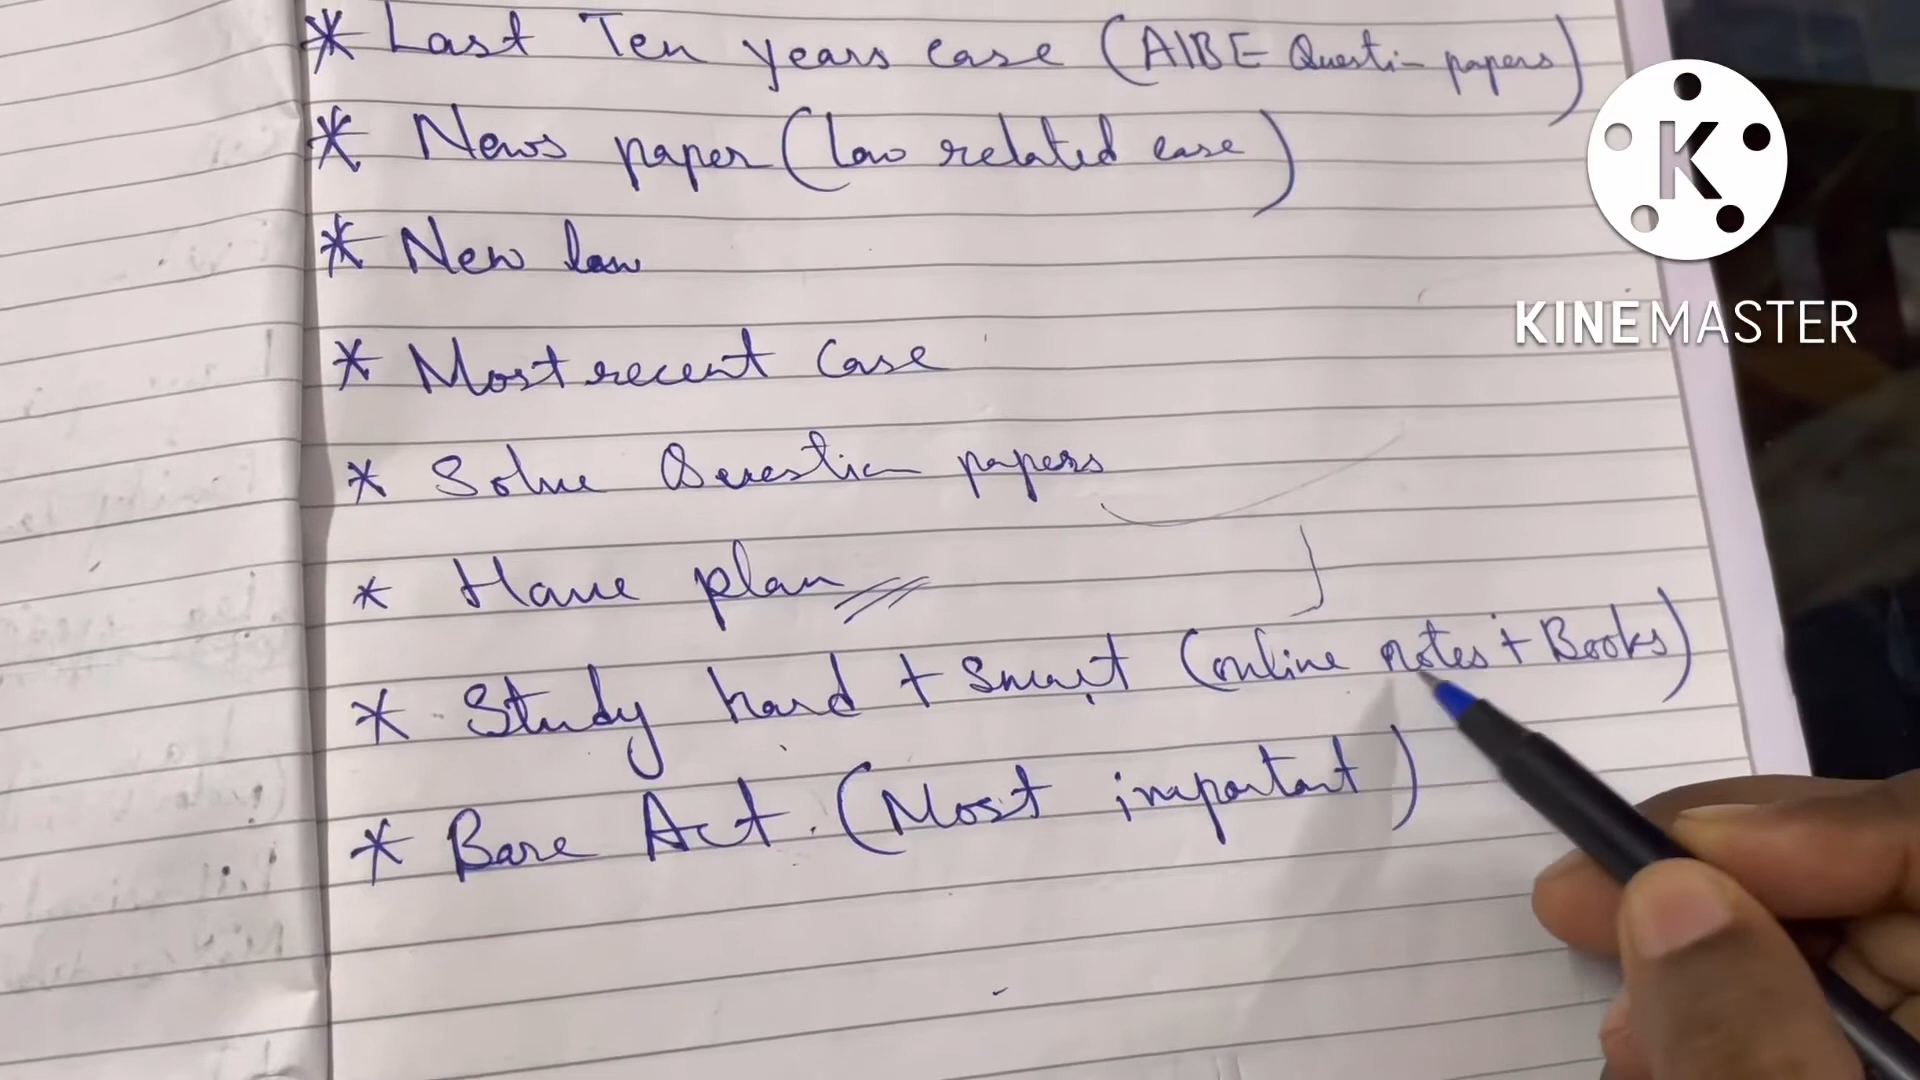 * Last Ten years case (AIBE Questi- papers)
* News paper (law related case)
* New law
* Most recent case
* Solve Question papers
* Have plan
* Study hard + Smart (online notes + Books)
* Bare Act. (Most important)
K
KINEMASTER